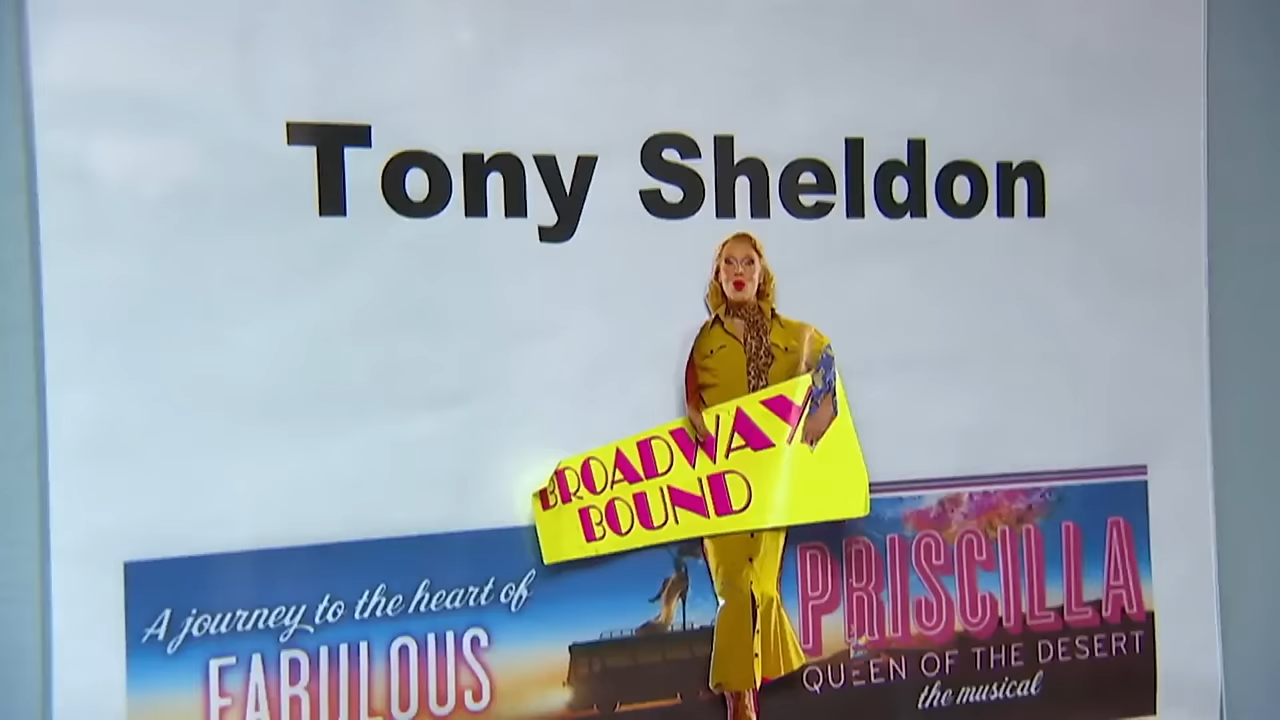 Tony Sheldon
BROADWAY
BOUND
A journey to the heart of
FABULOUS
PRISCILLA
QUEEN OF THE DESERT
the musical